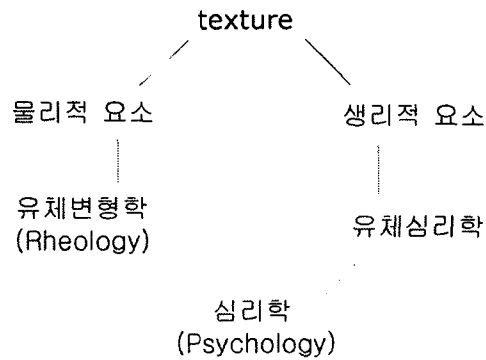 texture
물리적 요소
생리적 요소
유체변형학
(Rheology)
유체심리학
심리학
(Psychology)